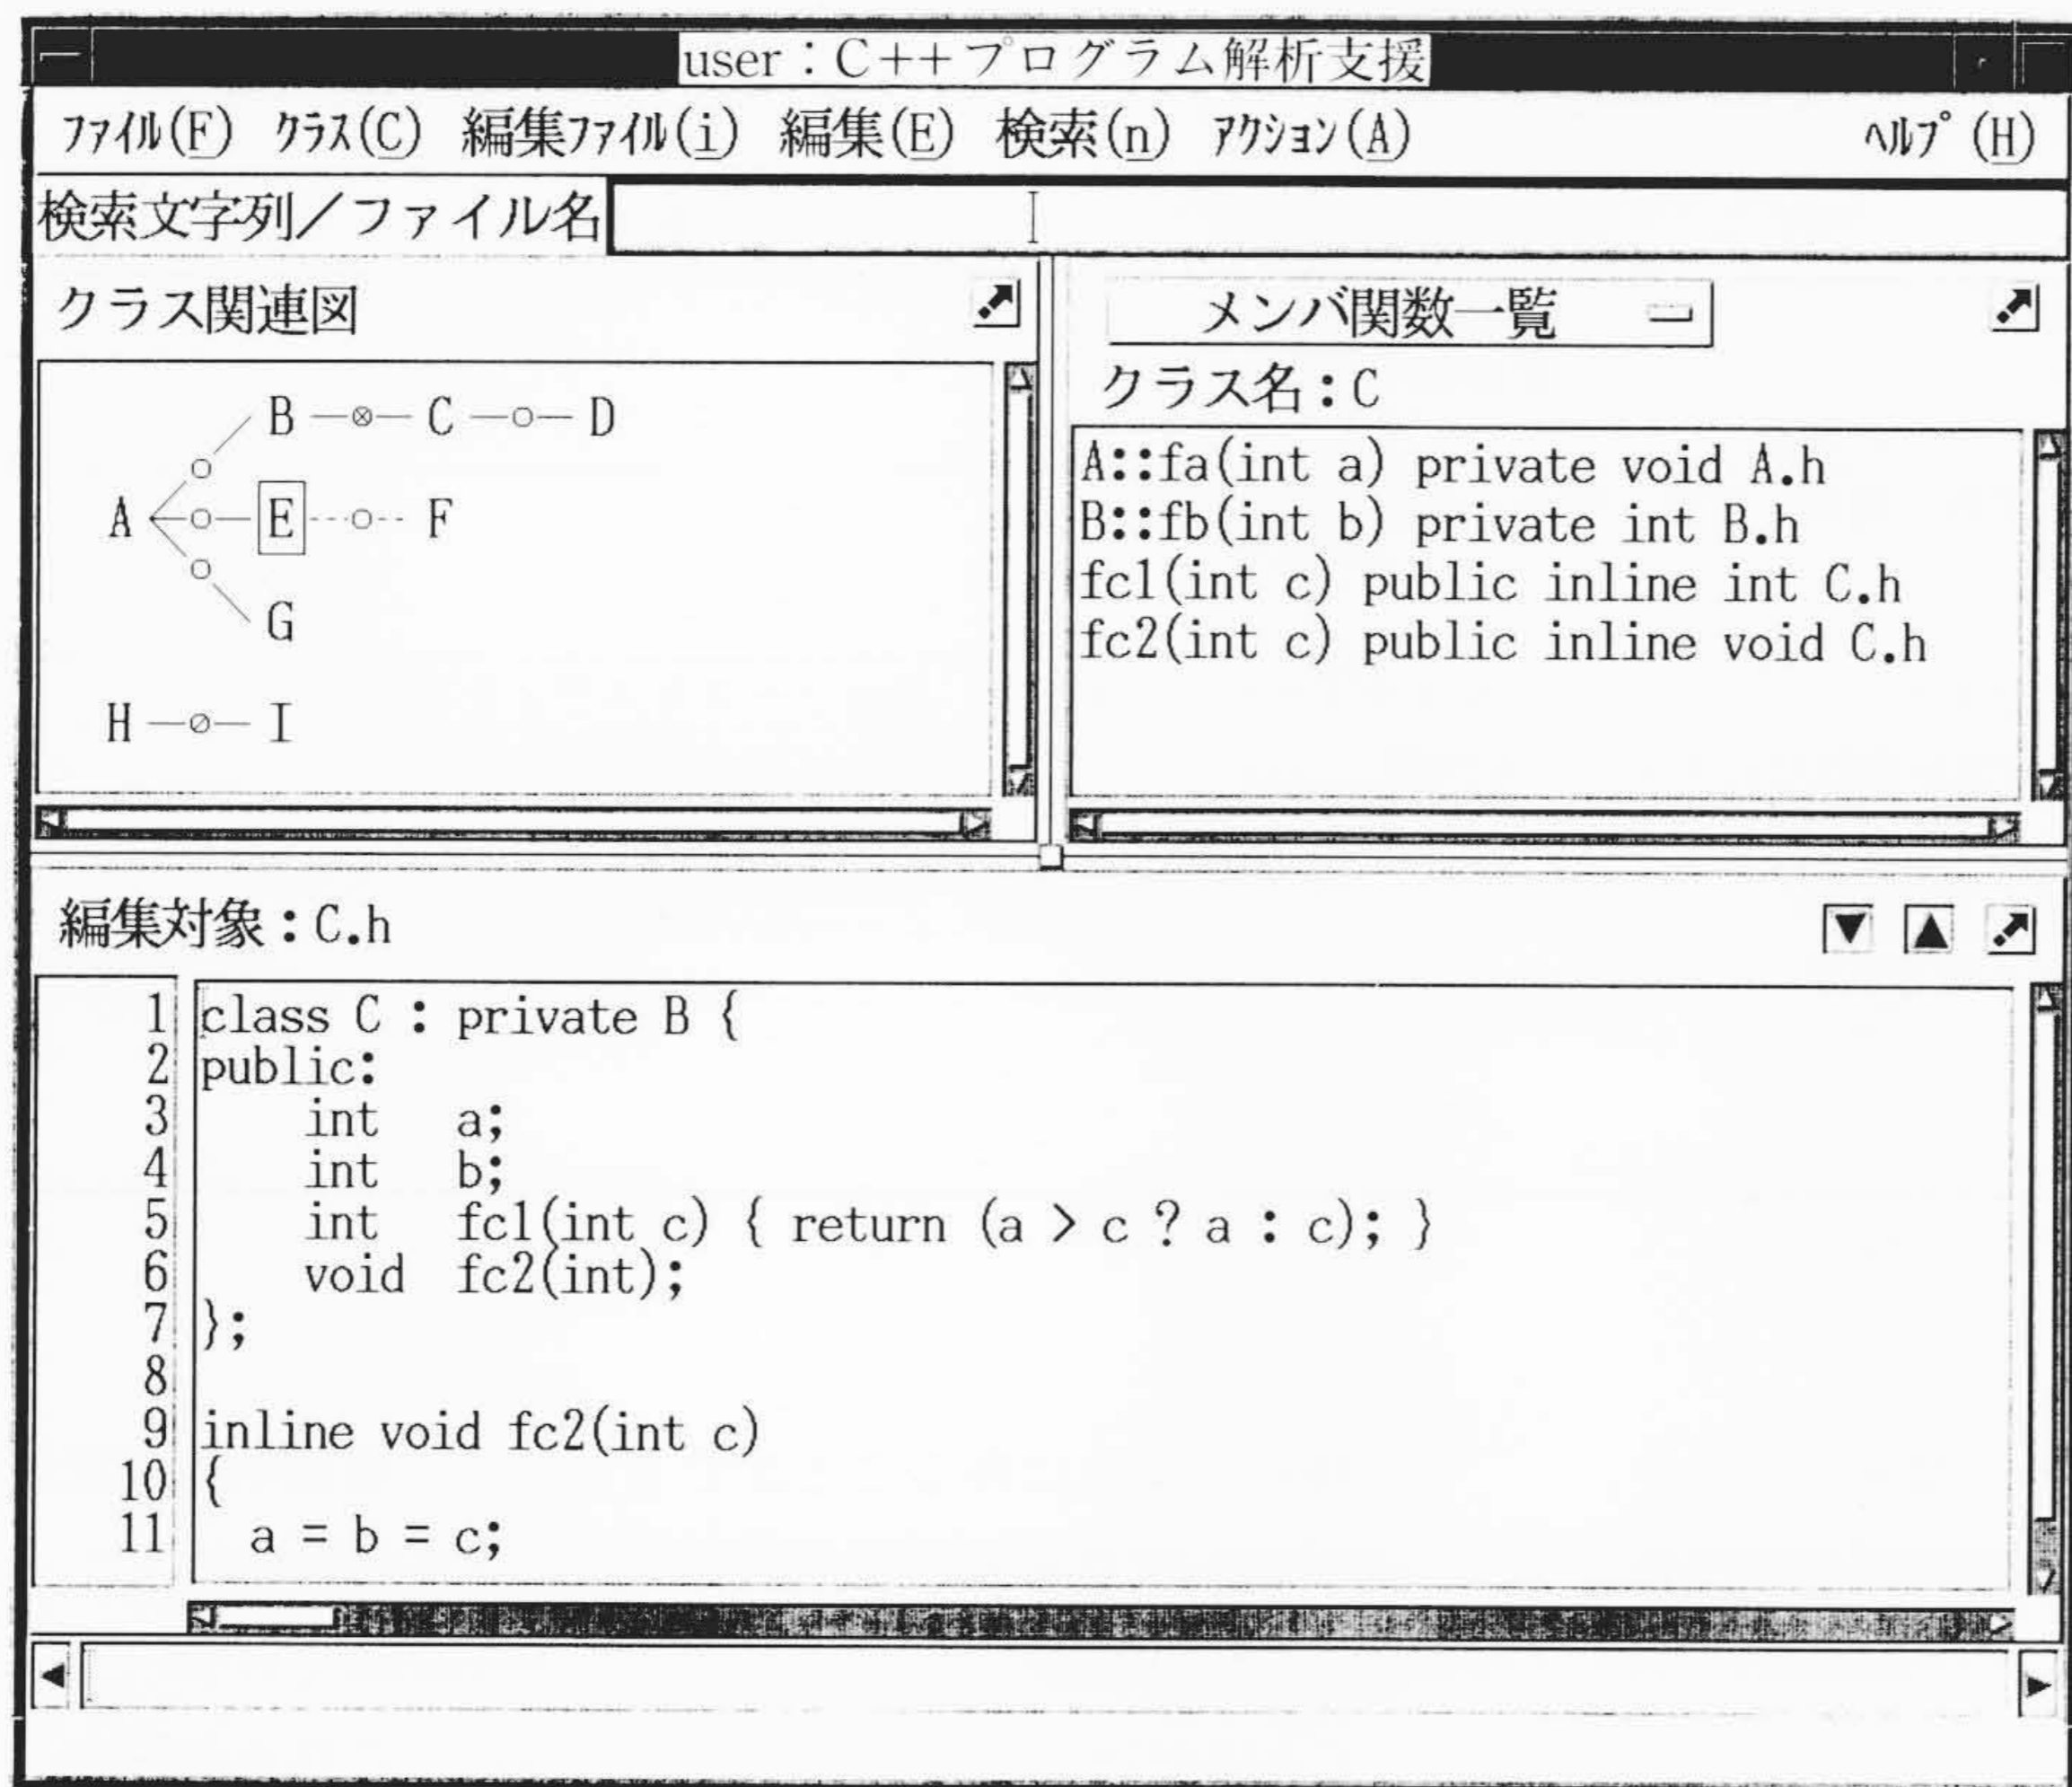 user：C++プログラム解析支援
ﾌｧｲﾙ(F) ｸﾗｽ(C) 編集ﾌｧｲﾙ(i) 編集(E) 検索(n) ｱｸｼｮﾝ(A) ﾍﾙﾌﾟ(H)
検索文字列／ファイル名
クラス関連図
B C D
A E F
G
H I
メンバ関数一覧
クラス名：C
A::fa(int a) private void A.h
B::fb(int b) private int B.h
fc1(int c) public inline int C.h
fc2(int c) public inline void C.h
編集対象：C.h
1 class C : private B {
2 public:
3 int a;
4 int b;
5 int fc1(int c) { return (a > c ? a : c); }
6 void fc2(int);
7 };
8
9 inline void fc2(int c)
10 {
11 a = b = c;